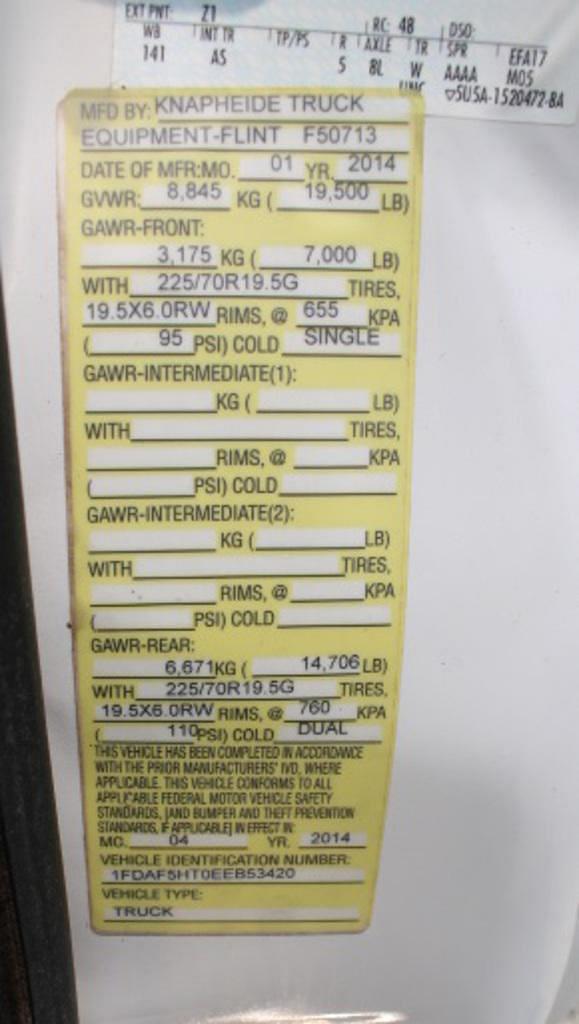 EXT PNT: Z1 RC: 48 DSO:
WB INT TR TP/PS R AXLE TR SPR EFA17
141 AS 5 8L W AAAA M05
UNC ▽5USA-1520472-BA
MFD BY: KNAPHEIDE TRUCK
EQUIPMENT-FLINT F50713
DATE OF MFR:MO. 01 YR. 2014
GVWR: 8,845 KG ( 19,500 LB)
GAWR-FRONT:
3,175 KG ( 7,000 LB)
WITH 225/70R19.5G TIRES,
19.5X6.0RW RIMS, @ 655 KPA
( 95 PSI) COLD SINGLE
GAWR-INTERMEDIATE(1):
KG ( LB)
WITH TIRES,
RIMS, @ KPA
( PSI) COLD
GAWR-INTERMEDIATE(2):
KG ( LB)
WITH TIRES,
RIMS, @ KPA
( PSI) COLD
GAWR-REAR:
6,671 KG ( 14,706 LB)
WITH 225/70R19.5G TIRES,
19.5X6.0RW RIMS, @ 760 KPA
( 110 PSI) COLD DUAL
THIS VEHICLE HAS BEEN COMPLETED IN ACCORDANCE
WITH THE PRIOR MANUFACTURERS' IVD, WHERE
APPLICABLE. THIS VEHICLE CONFORMS TO ALL
APPLICABLE FEDERAL MOTOR VEHICLE SAFETY
STANDARDS, [AND BUMPER AND THEFT PREVENTION
STANDARDS, IF APPLICABLE] IN EFFECT IN:
MO. 04 YR. 2014
VEHICLE IDENTIFICATION NUMBER:
1FDAF5HT0EEB53420
VEHICLE TYPE:
TRUCK